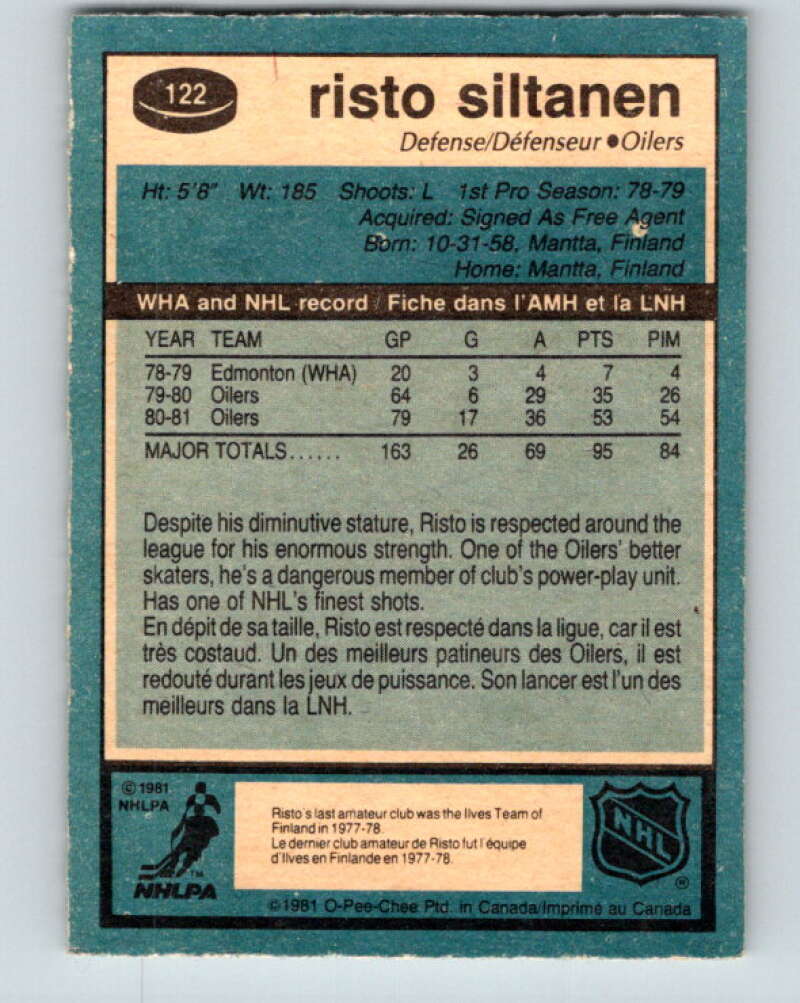 122
risto siltanen
Defense/Défenseur ● Oilers
Ht: 5'8" Wt: 185 Shoots: L 1st Pro Season: 78-79
Acquired: Signed As Free Agent
Born: 10-31-58, Mantta, Finland
Home: Mantta, Finland
WHA and NHL record / Fiche dans l'AMH et la LNH
YEAR TEAM GP G A PTS PIM
78-79 Edmonton (WHA) 20 3 4 7 4
79-80 Oilers 64 6 29 35 26
80-81 Oilers 79 17 36 53 54
MAJOR TOTALS...... 163 26 69 95 84
Despite his diminutive stature, Risto is respected around the
league for his enormous strength. One of the Oilers' better
skaters, he's a dangerous member of club's power-play unit.
Has one of NHL's finest shots.
En dépit de sa taille, Risto est respecté dans la ligue, car il est
très costaud. Un des meilleurs patineurs des Oilers, il est
redouté durant les jeux de puissance. Son lancer est l'un des
meilleurs dans la LNH.
© 1981
NHLPA
TM
NHLPA
Risto's last amateur club was the Ilves Team of
Finland in 1977-78.
Le dernier club amateur de Risto fut l'équipe
d'Ilves en Finlande en 1977-78.
NHL
®
© 1981 O-Pee-Chee Ptd. in Canada/Imprimé au Canada